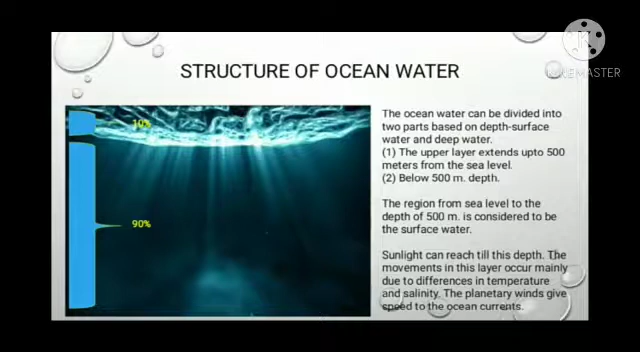 KINEMASTER
STRUCTURE OF OCEAN WATER
10%
90%
The ocean water can be divided into
two parts based on depth-surface
water and deep water.
(1) The upper layer extends upto 500
meters from the sea level.
(2) Below 500 m. depth.
The region from sea level to the
depth of 500 m. is considered to be
the surface water.
Sunlight can reach till this depth. The
movements in this layer occur mainly
due to differences in temperature
and salinity. The planetary winds give
speed to the ocean currents.